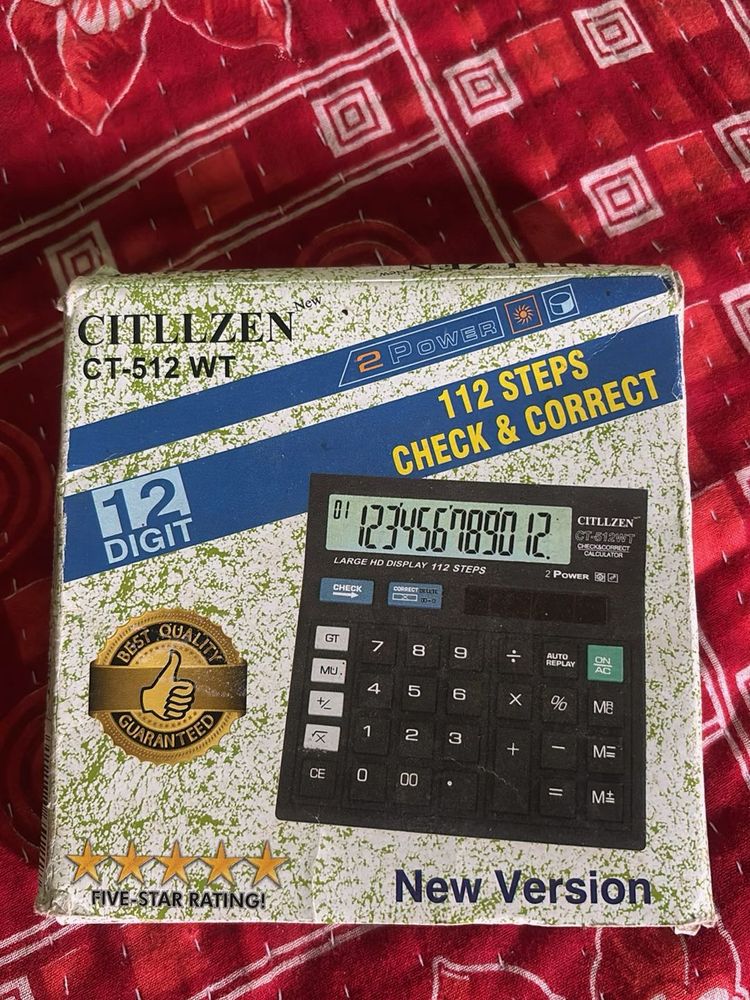 CITLLZEN New
CT-512 WT
2 POWER
112 STEPS
CHECK & CORRECT
12
DIGIT
BEST QUALITY
GUARANTEED
01 123456789012.
CITLLZEN
CT-512WT
CHECK&CORRECT
CALCULATOR
LARGE HD DISPLAY 112 STEPS
2 POWER
CHECK CORRECT
GT 7 8 9 ÷ AUTO REPLAY ON/AC
MU 4 5 6 × %
+/- 1 2 3 + −
√x
CE 0 00 . =
FIVE-STAR RATING!
New Version